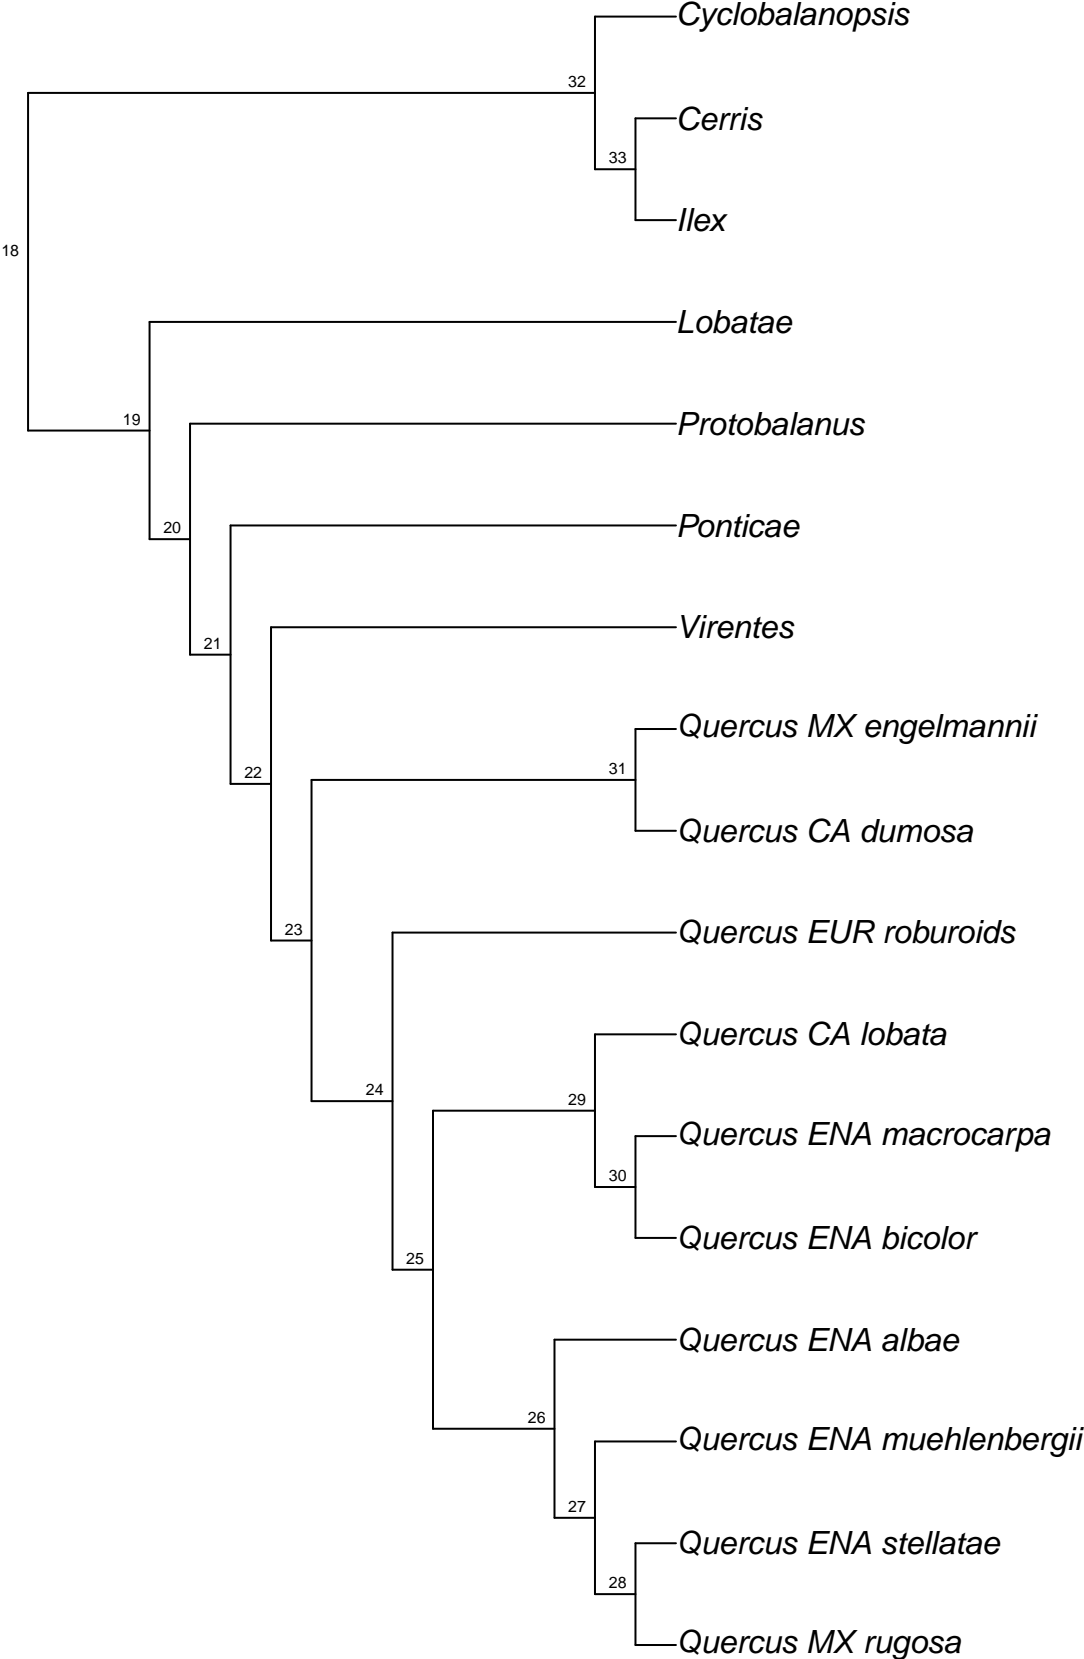 Cyclobalanopsis
32
Cerris
33
Ilex
18
Lobatae
19
Protobalanus
20
Ponticae
21
Virentes
22
Quercus MX engelmannii
31
Quercus CA dumosa
23
Quercus EUR roburoids
24
Quercus CA lobata
29
Quercus ENA macrocarpa
30
Quercus ENA bicolor
25
Quercus ENA albae
26
Quercus ENA muehlenbergii
27
Quercus ENA stellatae
28
Quercus MX rugosa